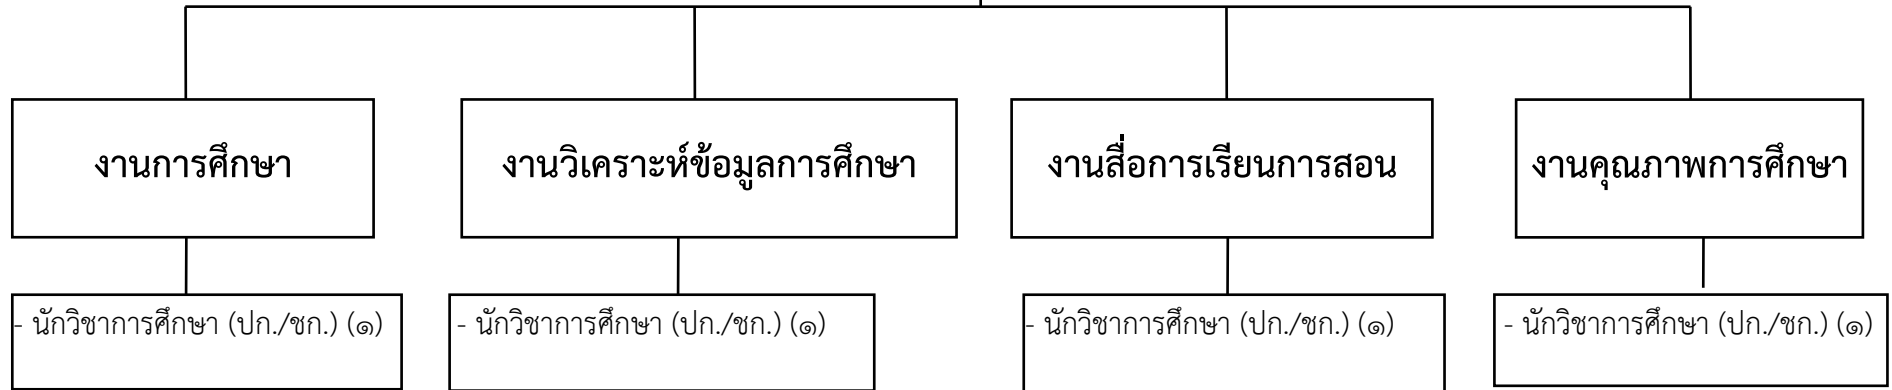 งานการศึกษา
งานวิเคราะห์ข้อมูลการศึกษา
งานสื่อการเรียนการสอน
งานคุณภาพการศึกษา
- นักวิชาการศึกษา (ปก./ชก.) (๑)
- นักวิชาการศึกษา (ปก./ชก.) (๑)
- นักวิชาการศึกษา (ปก./ชก.) (๑)
- นักวิชาการศึกษา (ปก./ชก.) (๑)